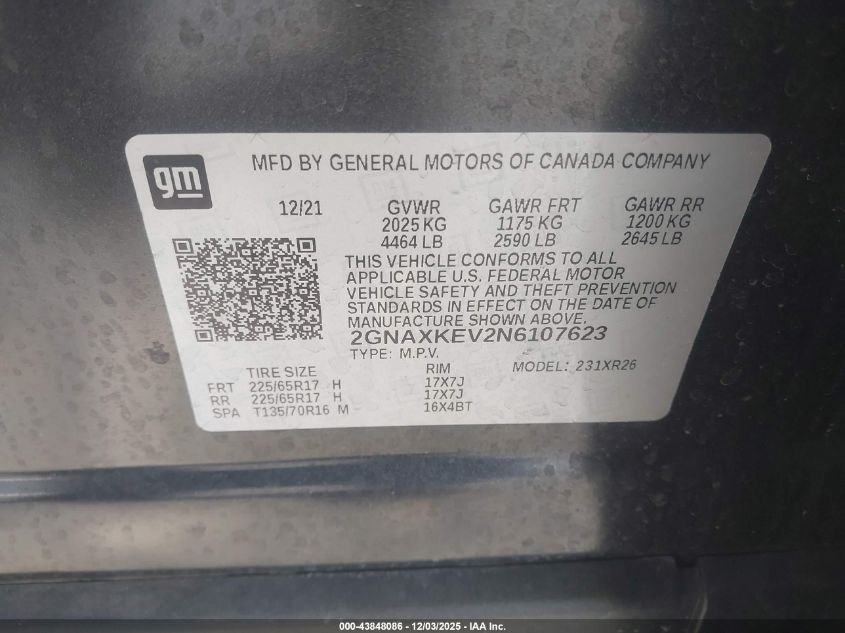 gm
MFD BY GENERAL MOTORS OF CANADA COMPANY
12/21 GVWR GAWR FRT GAWR RR
2025 KG 1175 KG 1200 KG
4464 LB 2590 LB 2645 LB
THIS VEHICLE CONFORMS TO ALL
APPLICABLE U.S. FEDERAL MOTOR
VEHICLE SAFETY AND THEFT PREVENTION
STANDARDS IN EFFECT ON THE DATE OF
MANUFACTURE SHOWN ABOVE.
2GNAXKEV2N6107623
TYPE: M.P.V. MODEL: 231XR26
TIRE SIZE RIM
FRT 225/65R17 H 17X7J
RR 225/65R17 H 17X7J
SPA T135/70R16 M 16X4BT
000-43848086 - 12/03/2025 - IAA Inc.